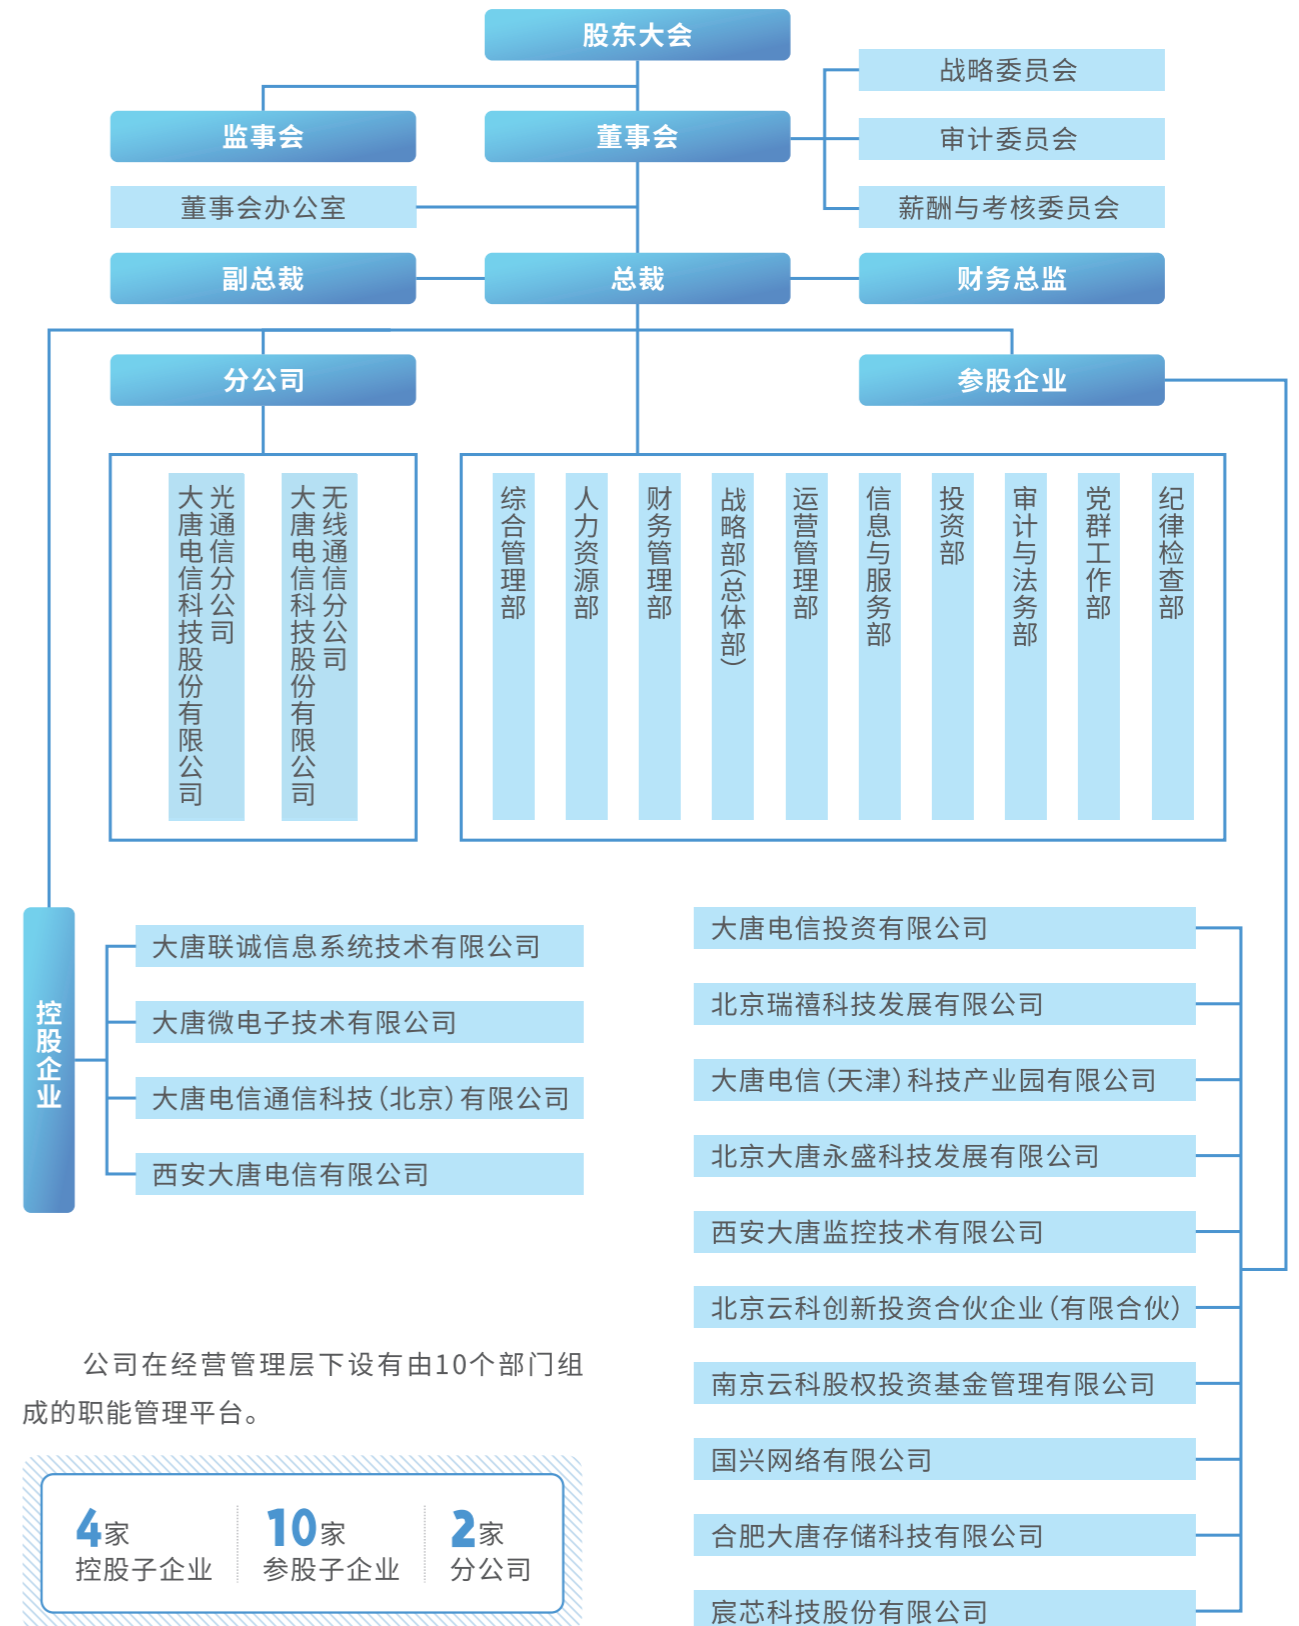 股东大会
战略委员会
监事会
董事会
审计委员会
董事会办公室
薪酬与考核委员会
副总裁
总裁
财务总监
分公司
参股企业
大唐电信科技股份有限公司
光通信分公司
大唐电信科技股份有限公司
无线通信分公司
综合管理部
人力资源部
财务管理部
战略部(总体部)
运营管理部
信息与服务部
投资部
审计与法务部
党群工作部
纪律检查部
控股企业
大唐联诚信息系统技术有限公司
大唐微电子技术有限公司
大唐电信通信科技(北京)有限公司
西安大唐电信有限公司
大唐电信投资有限公司
北京瑞禧科技发展有限公司
大唐电信(天津)科技产业园有限公司
北京大唐永盛科技发展有限公司
西安大唐监控技术有限公司
北京云科创新投资合伙企业(有限合伙)
南京云科股权投资基金管理有限公司
国兴网络有限公司
合肥大唐存储科技有限公司
宸芯科技股份有限公司
公司在经营管理层下设有由10个部门组
成的职能管理平台。
4家
控股子企业
10家
参股子企业
2家
分公司